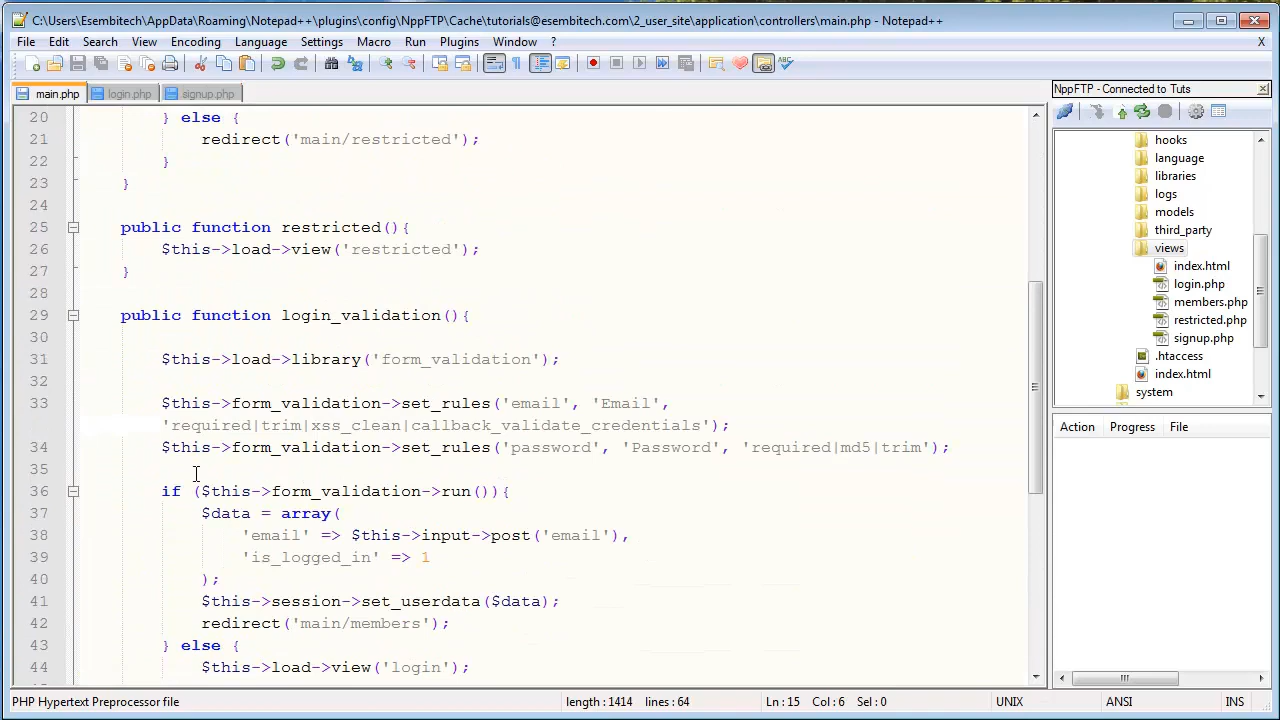 C:\Users\Esembitech\AppData\Roaming\Notepad++\plugins\config\NppFTP\Cache\tutorials@esembitech.com\2_user_site\application\controllers\main.php - Notepad++
File Edit Search View Encoding Language Settings Macro Run Plugins Window ? X
main.php login.php signup.php
20 } else {
21 redirect('main/restricted');
22 }
23 }
24
25 public function restricted(){
26 $this->load->view('restricted');
27 }
28
29 public function login_validation(){
30
31 $this->load->library('form_validation');
32
33 $this->form_validation->set_rules('email', 'Email',
'required|trim|xss_clean|callback_validate_credentials');
34 $this->form_validation->set_rules('password', 'Password', 'required|md5|trim');
35
36 if ($this->form_validation->run()){
37 $data = array(
38 'email' => $this->input->post('email'),
39 'is_logged_in' => 1
40 );
41 $this->session->set_userdata($data);
42 redirect('main/members');
43 } else {
44 $this->load->view('login');
NppFTP - Connected to Tuts
hooks
language
libraries
logs
models
third_party
views
index.html
login.php
members.php
restricted.php
signup.php
.htaccess
index.html
system
Action Progress File
PHP Hypertext Preprocessor file length : 1414 lines : 64 Ln : 15 Col : 6 Sel : 0 UNIX ANSI INS